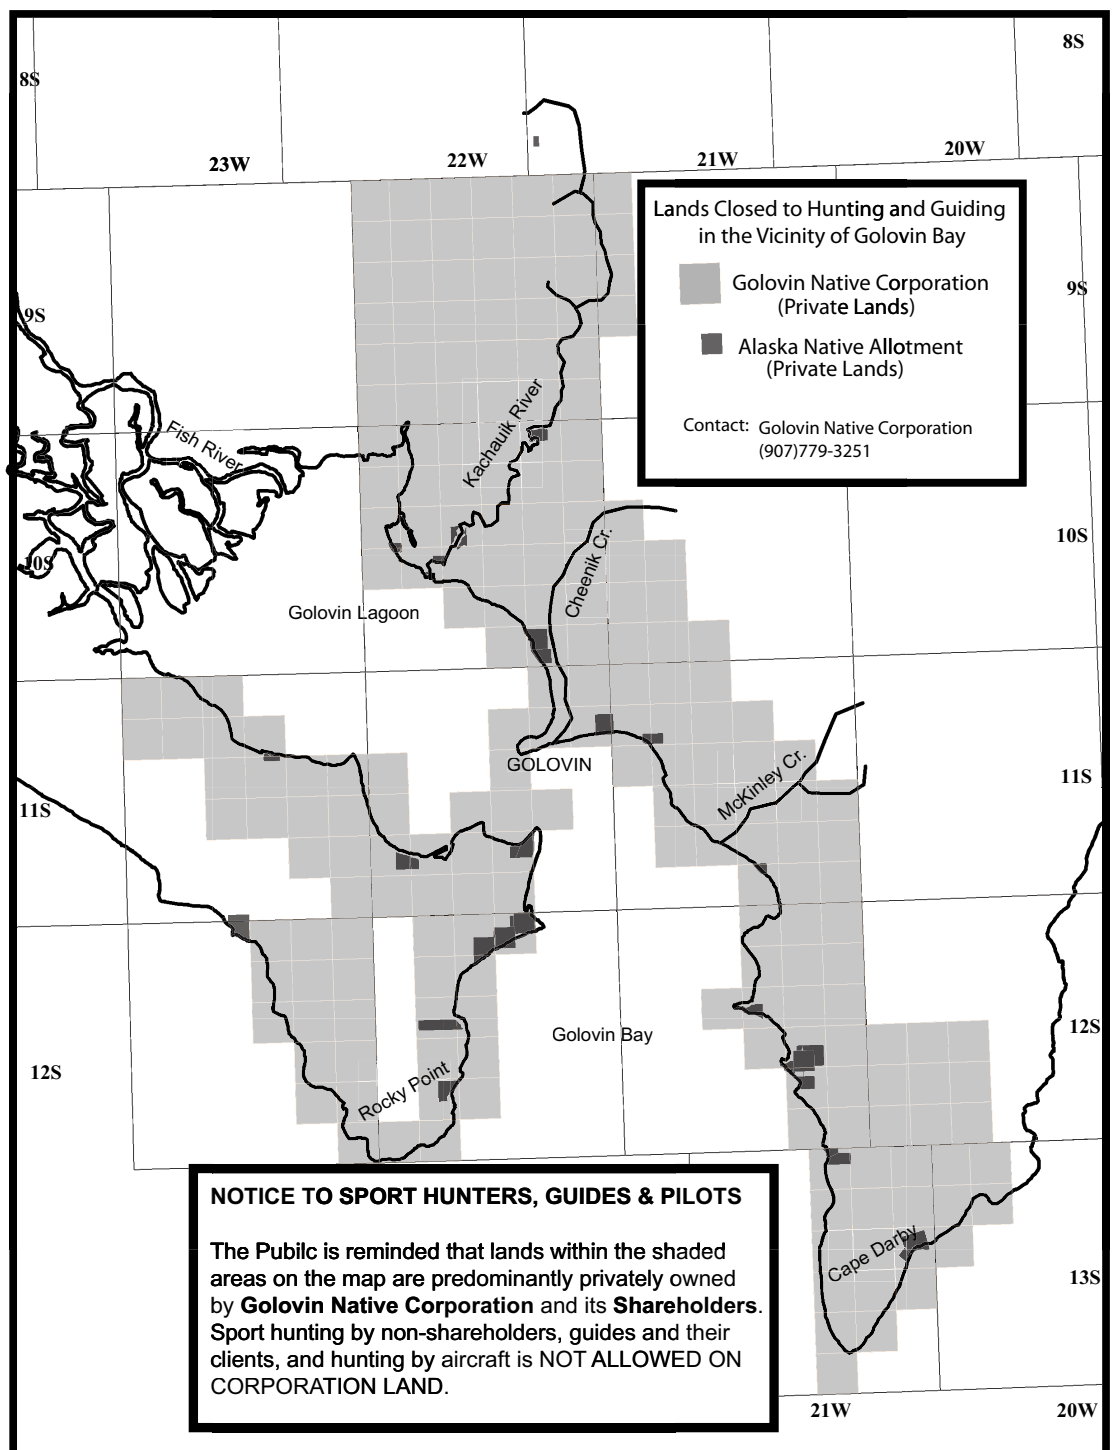 8S
8S
23W
22W
21W
20W
Lands Closed to Hunting and Guiding
in the Vicinity of Golovin Bay
Golovin Native Corporation
(Private Lands)
Alaska Native Allotment
(Private Lands)
Contact: Golovin Native Corporation
(907)779-3251
9S
9S
Fish River
Kachauik River
10S
10S
Cheenik Cr.
Golovin Lagoon
GOLOVIN
McKinley Cr.
11S
11S
Golovin Bay
12S
12S
Rocky Point
NOTICE TO SPORT HUNTERS, GUIDES & PILOTS
The Pubilc is reminded that lands within the shaded
areas on the map are predominantly privately owned
by Golovin Native Corporation and its Shareholders.
Sport hunting by non-shareholders, guides and their
clients, and hunting by aircraft is NOT ALLOWED ON
CORPORATION LAND.
Cape Darby
13S
21W
20W